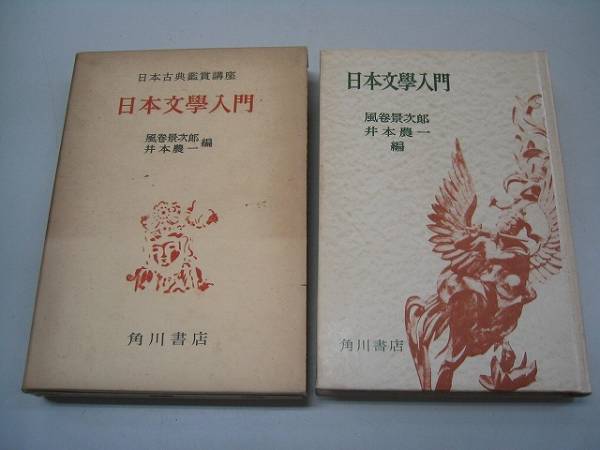 日本古典鑑賞講座
日本文學入門
風巻景次郎
井本農一
編
角川書店
日本文學入門
風巻景次郎
井本農一
編
角川書店